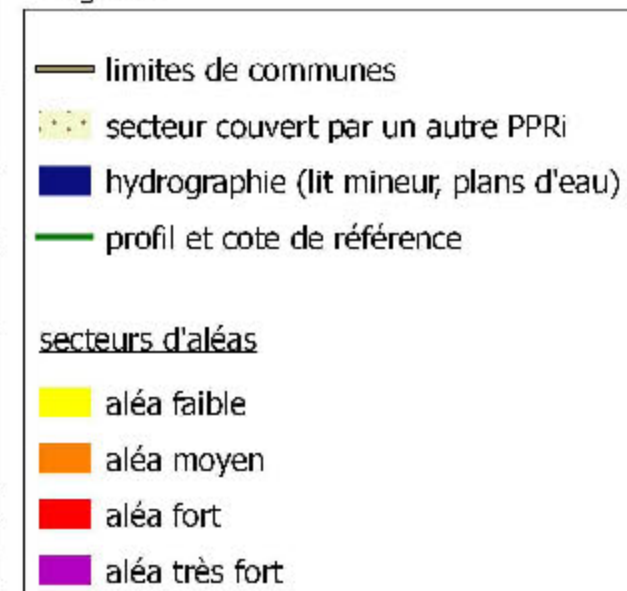 limites de communes
secteur couvert par un autre PPRi
hydrographie (lit mineur, plans d'eau)
profil et cote de référence
secteurs d'aléas
aléa faible
aléa moyen
aléa fort
aléa très fort